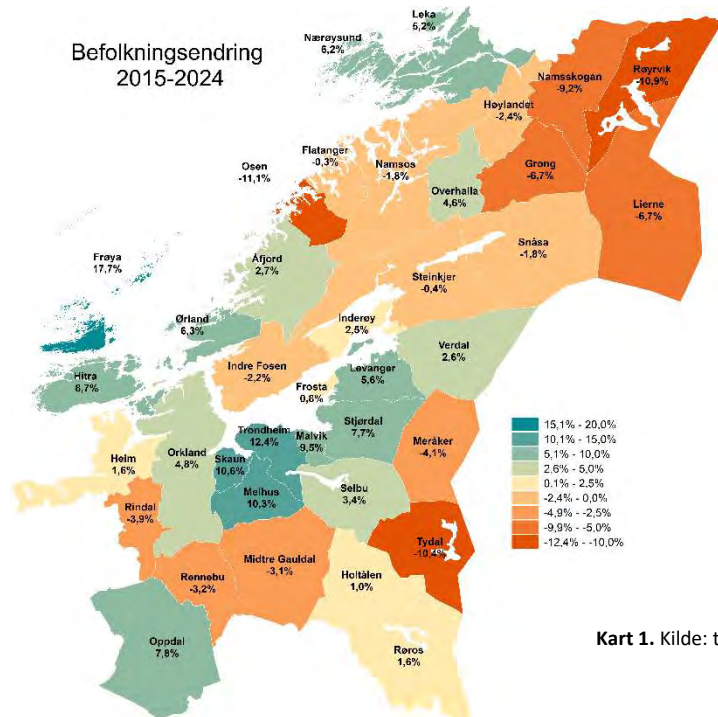 Befolkningsendring
2015-2024
Leka
5,2%
Nærøysund
6,2%
Namsskogan
-9,2%
Røyrvik
-10,9%
Høylandet
-2,4%
Flatanger
-0,3%
Namsos
-1,8%
Grong
-6,7%
Osen
-11,1%
Overhalla
4,6%
Lierne
-6,7%
Snåsa
-1,8%
Frøya
17,7%
Åfjord
2,7%
Steinkjer
-0,4%
Ørland
6,3%
Inderøy
2,5%
Verdal
2,6%
Indre Fosen
-2,2%
Levanger
5,6%
Hitra
8,7%
Frosta
0,8%
Stjørdal
7,7%
Trondheim
12,4%
Malvik
9,5%
Meråker
-4,1%
Heim
1,6%
Orkland
4,8%
Skaun
10,6%
Melhus
10,3%
Selbu
3,4%
Rindal
-3,9%
Tydal
-10,4%
Midtre Gauldal
-3,1%
Rennebu
-3,2%
Holtålen
1,0%
Oppdal
7,8%
Røros
1,6%
15,1% - 20,0%
10,1% - 15,0%
5,1% - 10,0%
2,6% - 5,0%
0,1% - 2,5%
-2,4% - 0,0%
-4,9% - -2,5%
-9,9% - -5,0%
-12,4% - -10,0%
Kart 1. Kilde: t